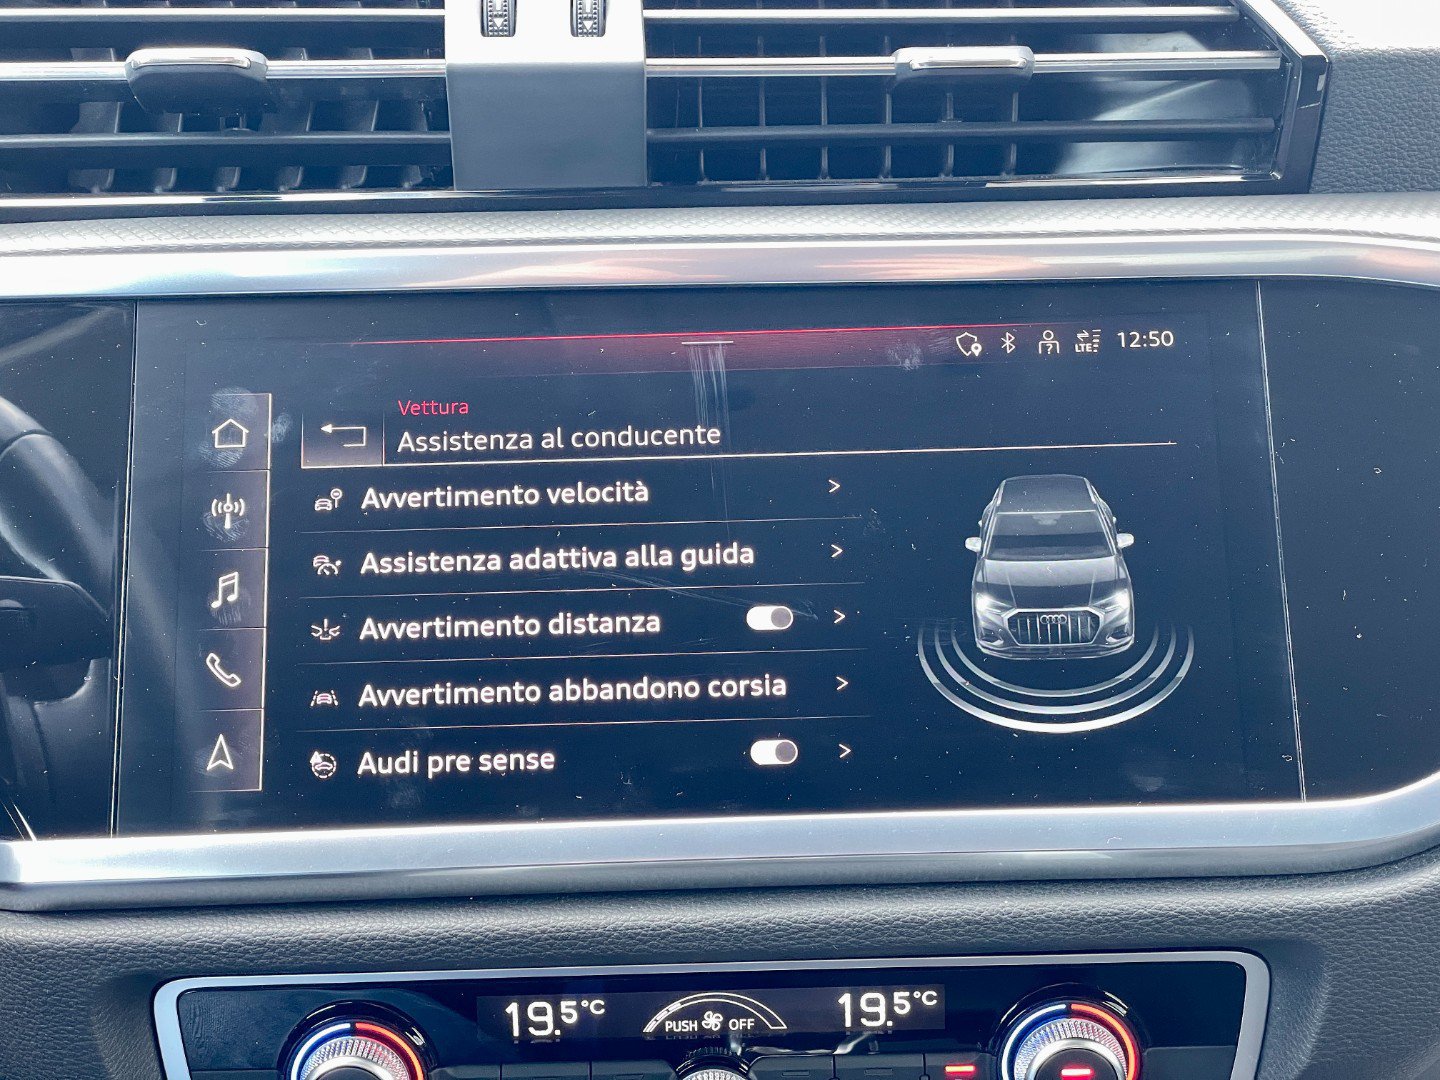 LTE 12:50
Vettura
Assistenza al conducente
Avvertimento velocità
Assistenza adattiva alla guida
Avvertimento distanza
Avvertimento abbandono corsia
Audi pre sense
19.5°C PUSH OFF 19.5°C